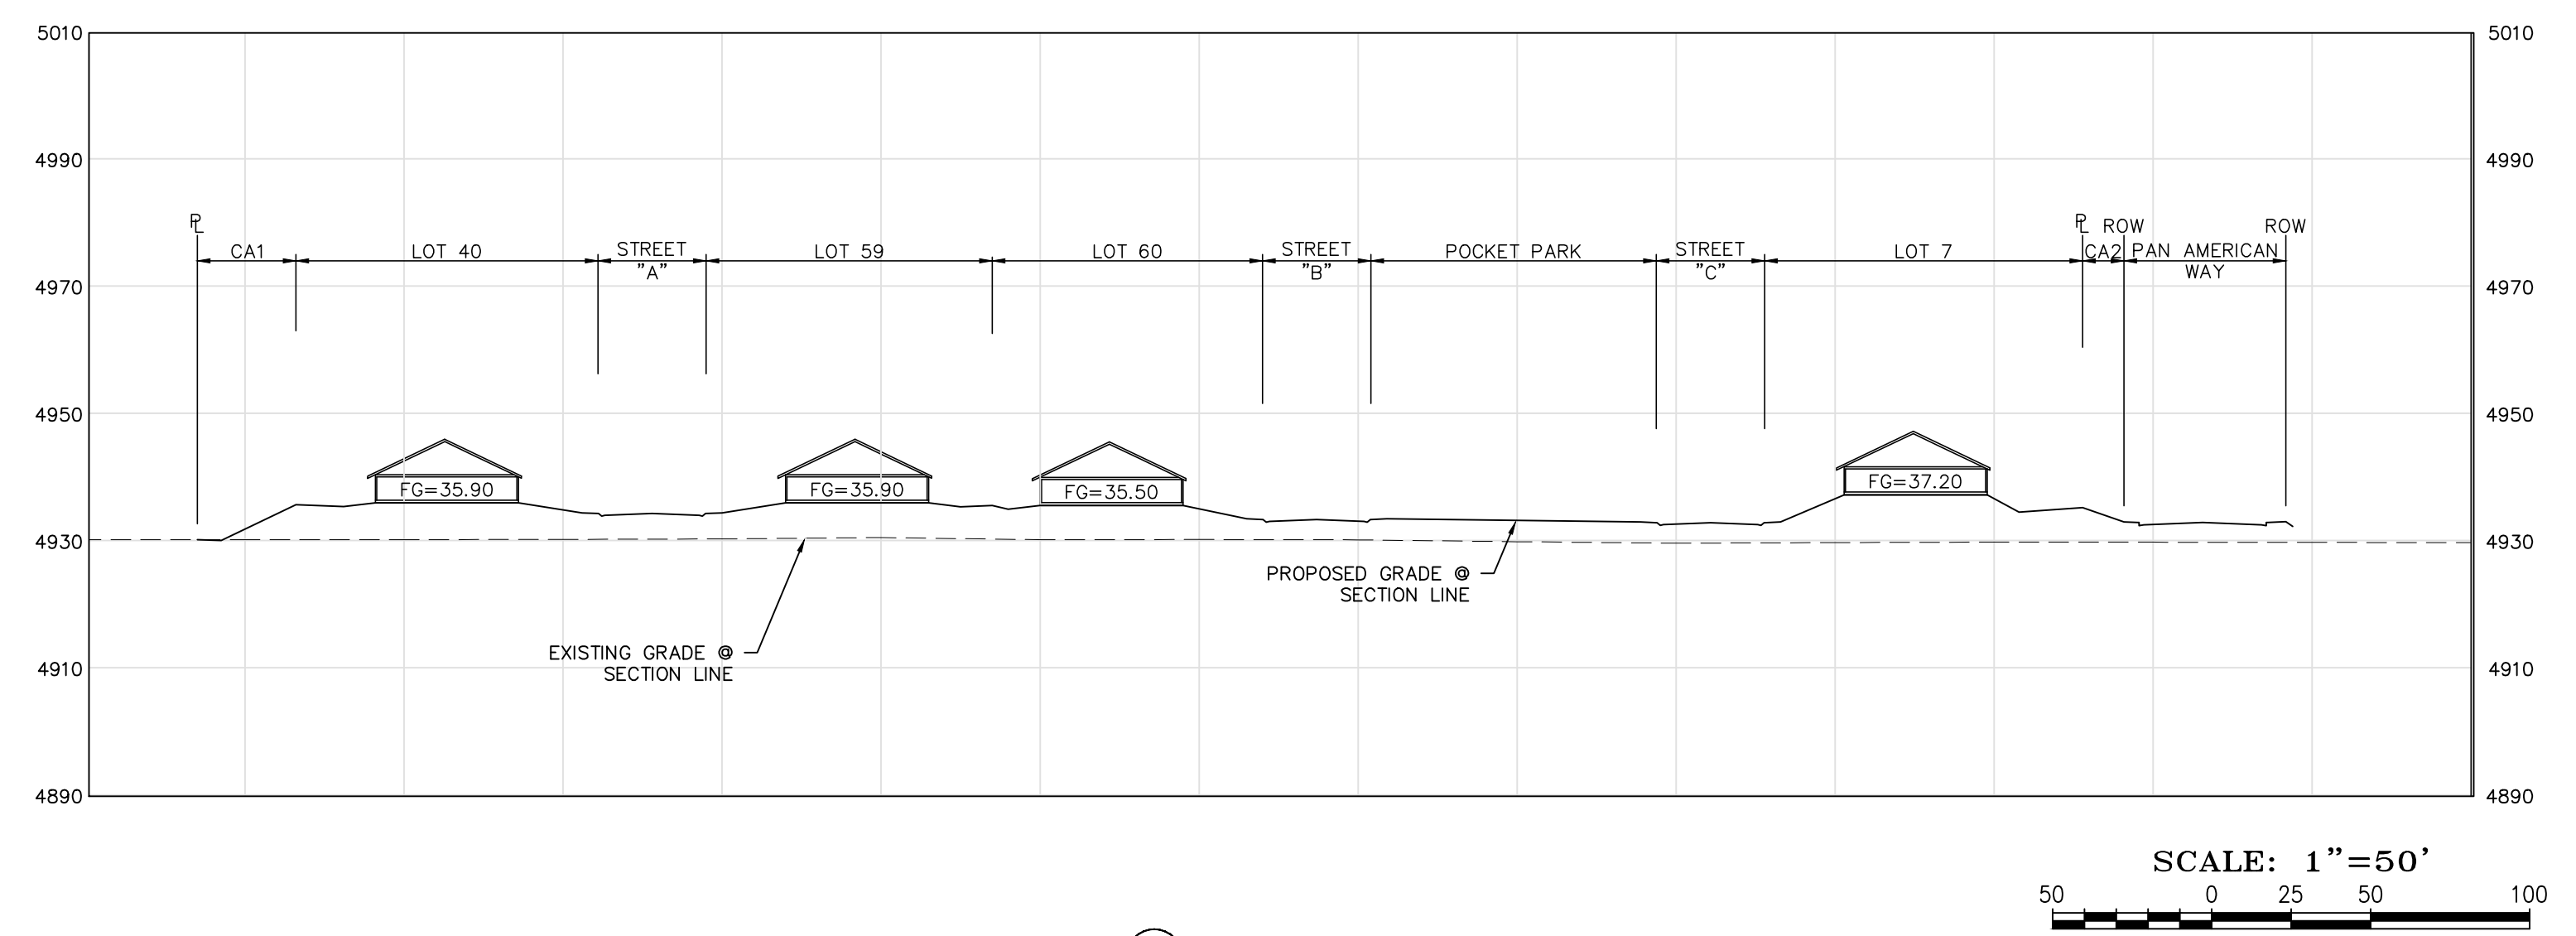 5010 5010
4990 4990
℄ ℄ ROW ROW
CA1 LOT 40 STREET LOT 59 LOT 60 STREET POCKET PARK STREET LOT 7 CA2 PAN AMERICAN
"A" "B" "C" WAY
4970 4970
4950 4950
FG=35.90 FG=35.90 FG=35.50 FG=37.20
4930 4930
PROPOSED GRADE @
SECTION LINE
EXISTING GRADE @
SECTION LINE
4910 4910
4890 4890
SCALE: 1"=50'
50 0 25 50 100